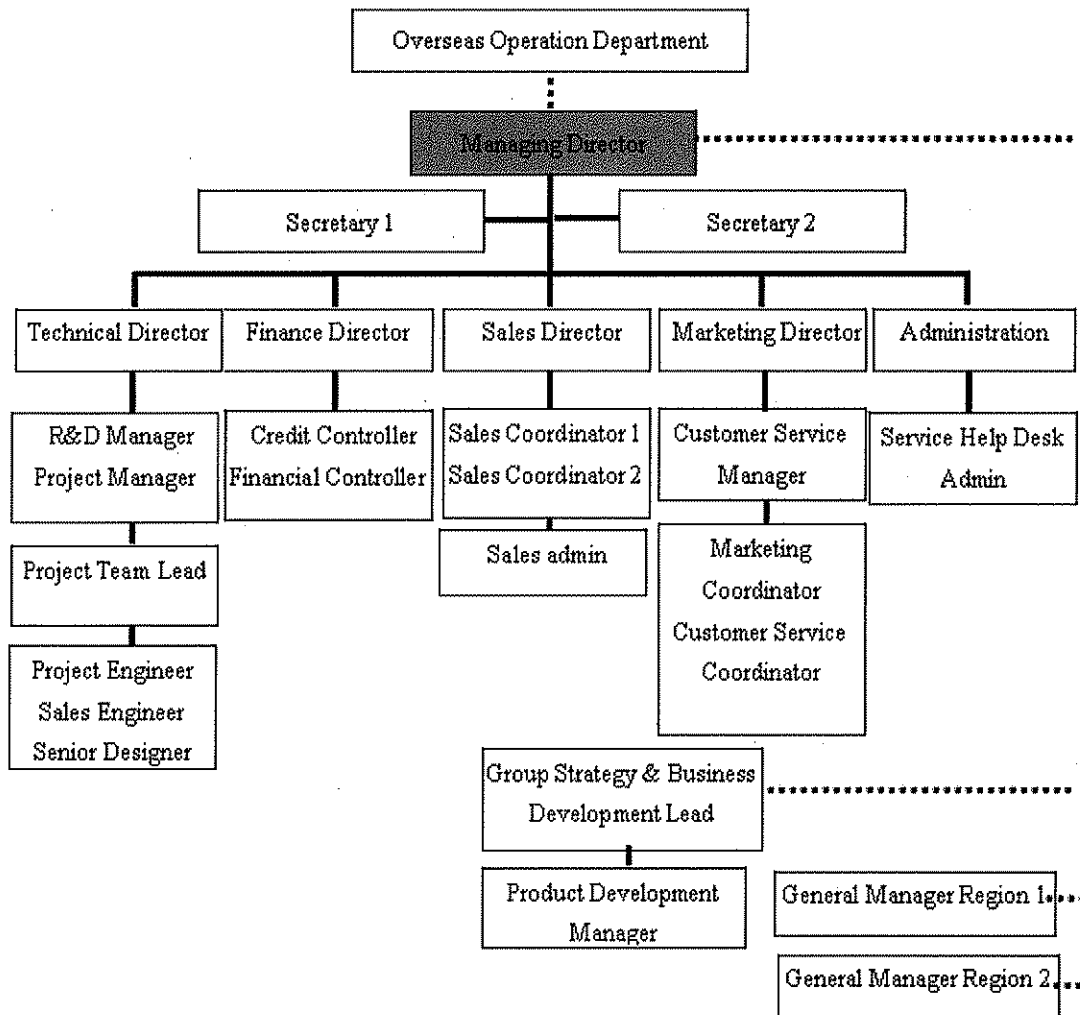 Overseas Operation Department
Managing Director
Secretary 1
Secretary 2
Technical Director
Finance Director
Sales Director
Marketing Director
Administration
R&D Manager
Project Manager
Credit Controller
Financial Controller
Sales Coordinator 1
Sales Coordinator 2
Customer Service
Manager
Service Help Desk
Admin
Project Team Lead
Sales admin
Marketing
Coordinator
Customer Service
Coordinator
Project Engineer
Sales Engineer
Senior Designer
Group Strategy & Business
Development Lead
Product Development
Manager
General Manager Region 1
General Manager Region 2